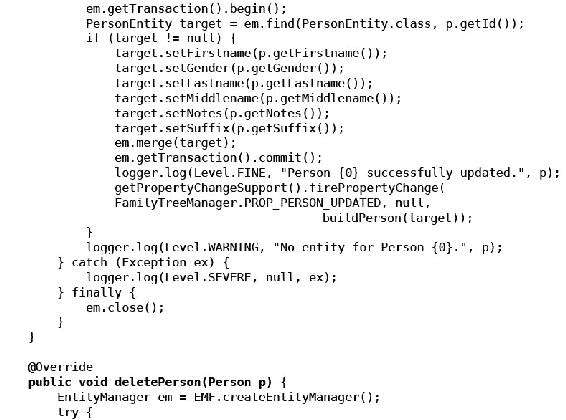 em.getTransaction().begin();
PersonEntity target = em.find(PersonEntity.class, p.getId());
if (target != null) {
target.setFirstname(p.getFirstname());
target.setGender(p.getGender());
target.setLastname(p.getLastname());
target.setMiddlename(p.getMiddlename());
target.setNotes(p.getNotes());
target.setSuffix(p.getSuffix());
em.merge(target);
em.getTransaction().commit();
logger.log(Level.FINE, "Person {0} successfully updated.", p);
getPropertyChangeSupport().firePropertyChange(
FamilyTreeManager.PROP_PERSON_UPDATED, null,
buildPerson(target));
}
logger.log(Level.WARNING, "No entity for Person {0}.", p);
} catch (Exception ex) {
logger.log(Level.SEVERE, null, ex);
} finally {
em.close();
}
}
@Override
public void deletePerson(Person p) {
EntityManager em = EMF.createEntityManager();
try {